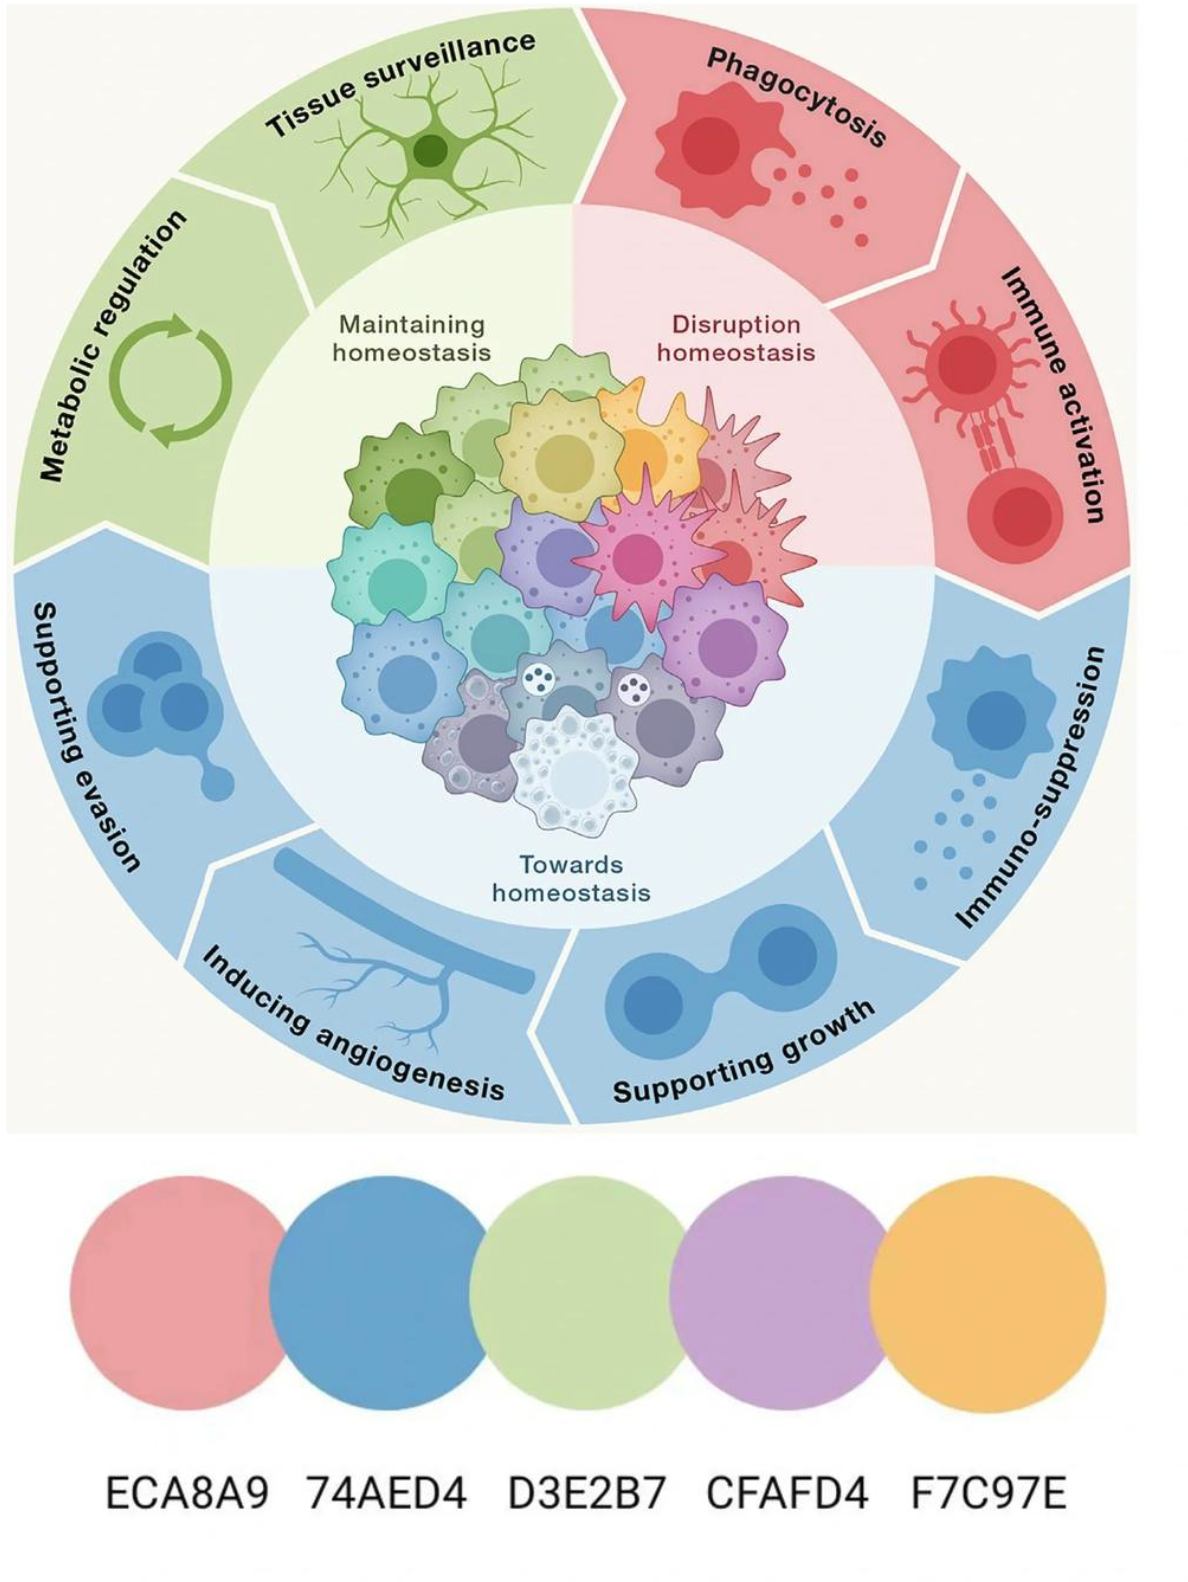 Tissue surveillance
Phagocytosis
Metabolic regulation
Immune activation
Maintaining
homeostasis
Disruption
homeostasis
Supporting evasion
Immuno-suppression
Towards
homeostasis
Inducing angiogenesis
Supporting growth
ECA8A9 74AED4 D3E2B7 CFAFD4 F7C97E